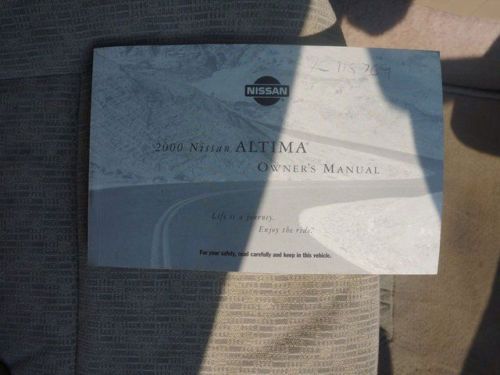 NISSAN
2000 Nissan ALTIMA
OWNER'S MANUAL
Life is a journey.
Enjoy the ride.
For your safety, read carefully and keep in this vehicle.